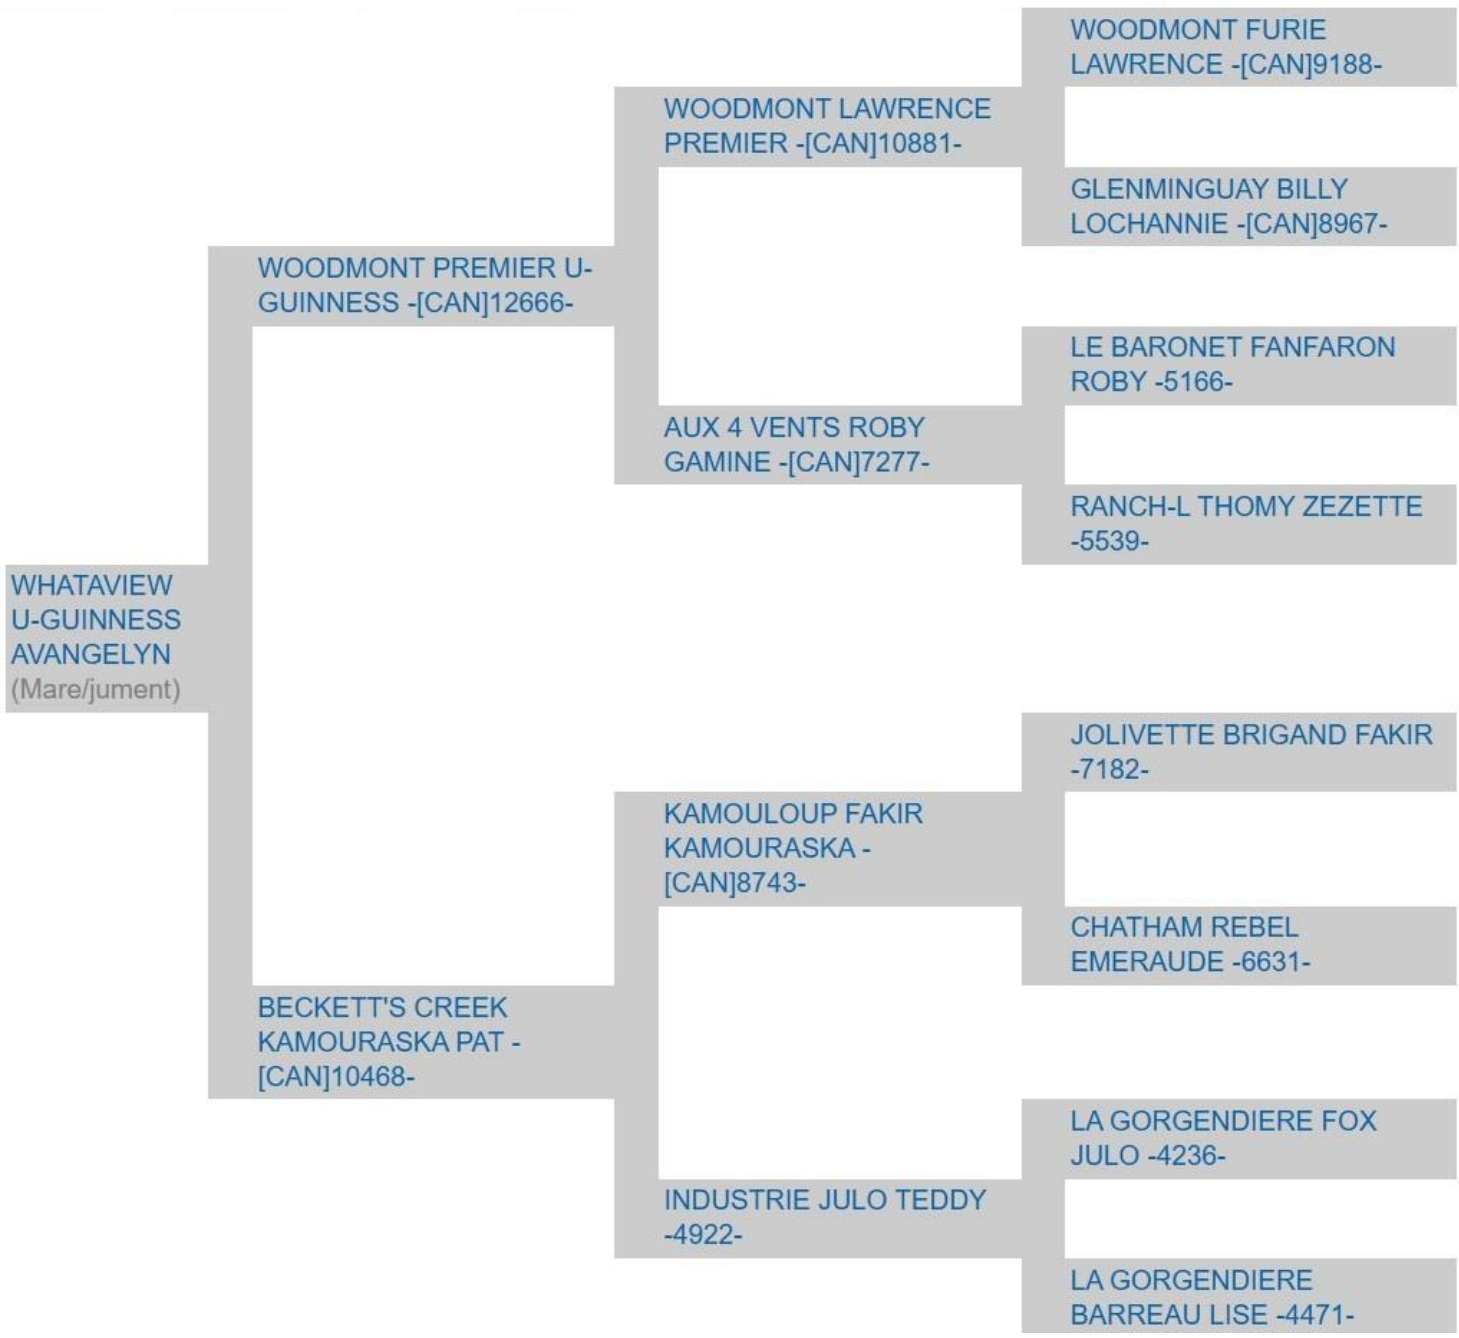 WOODMONT FURIE
LAWRENCE -[CAN]9188-
WOODMONT LAWRENCE
PREMIER -[CAN]10881-
GLENMINGUAY BILLY
LOCHANNIE -[CAN]8967-
WOODMONT PREMIER U-
GUINNESS -[CAN]12666-
LE BARONET FANFARON
ROBY -5166-
AUX 4 VENTS ROBY
GAMINE -[CAN]7277-
RANCH-L THOMY ZEZETTE
-5539-
WHATAVIEW
U-GUINNESS
AVANGELYN
(Mare/jument)
JOLIVETTE BRIGAND FAKIR
-7182-
KAMOULOUP FAKIR
KAMOURASKA -
[CAN]8743-
CHATHAM REBEL
EMERAUDE -6631-
BECKETT'S CREEK
KAMOURASKA PAT -
[CAN]10468-
LA GORGENDIERE FOX
JULO -4236-
INDUSTRIE JULO TEDDY
-4922-
LA GORGENDIERE
BARREAU LISE -4471-